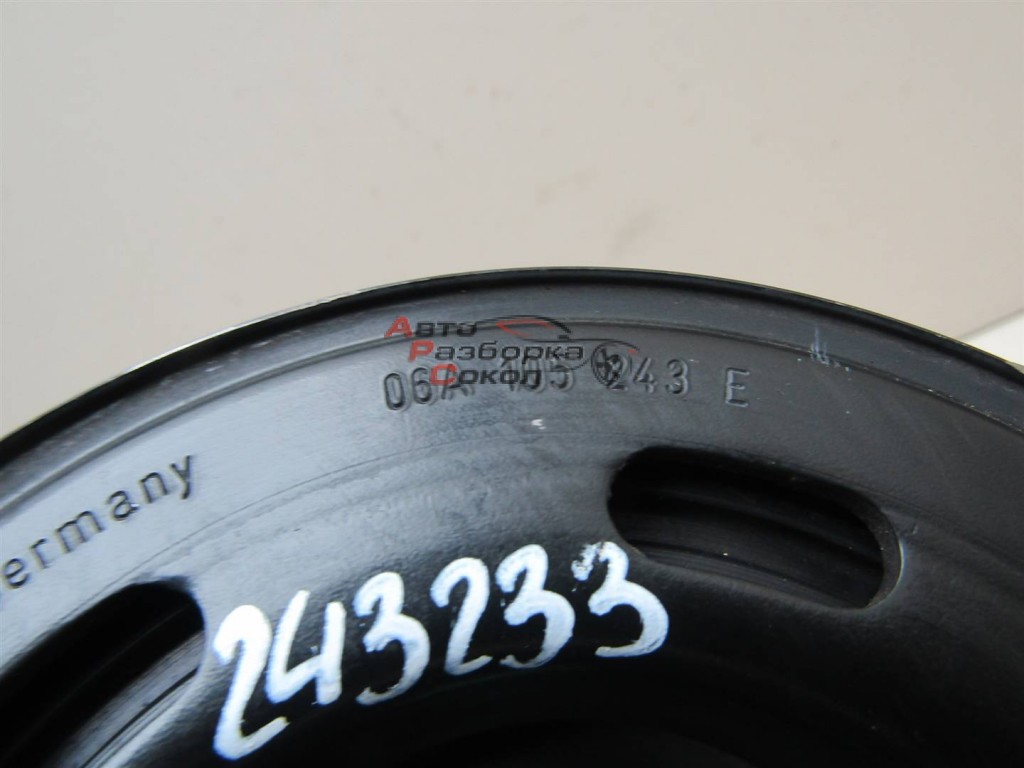 Авто
Разборка
Сокол
06A 105 243 E
ermany
243233